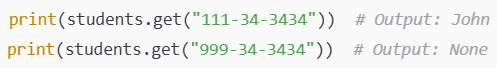 print(students.get("111-34-3434"))  # Output: John
print(students.get("999-34-3434"))  # Output: None